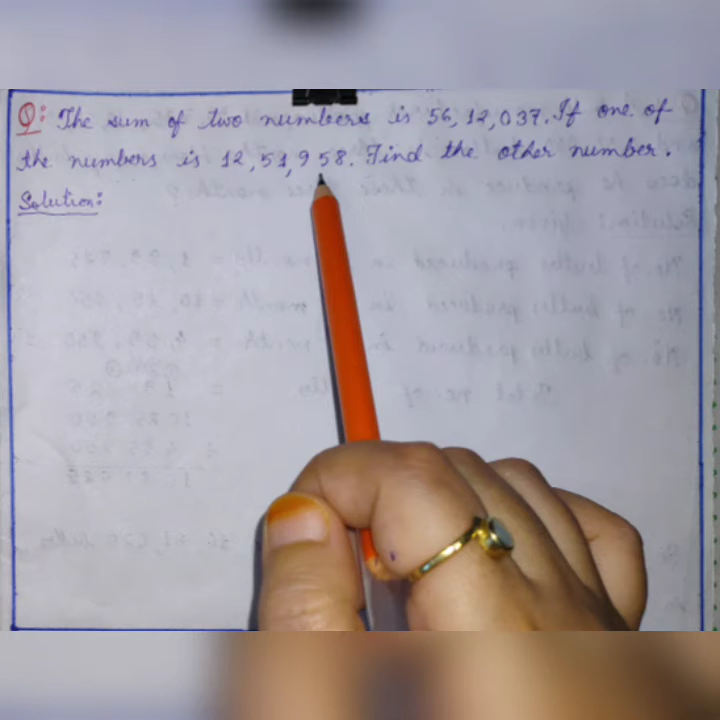 Q: The sum of two numbers is 56,12,037. If one of
the numbers is 12,51,958. Find the other number.
Solution: